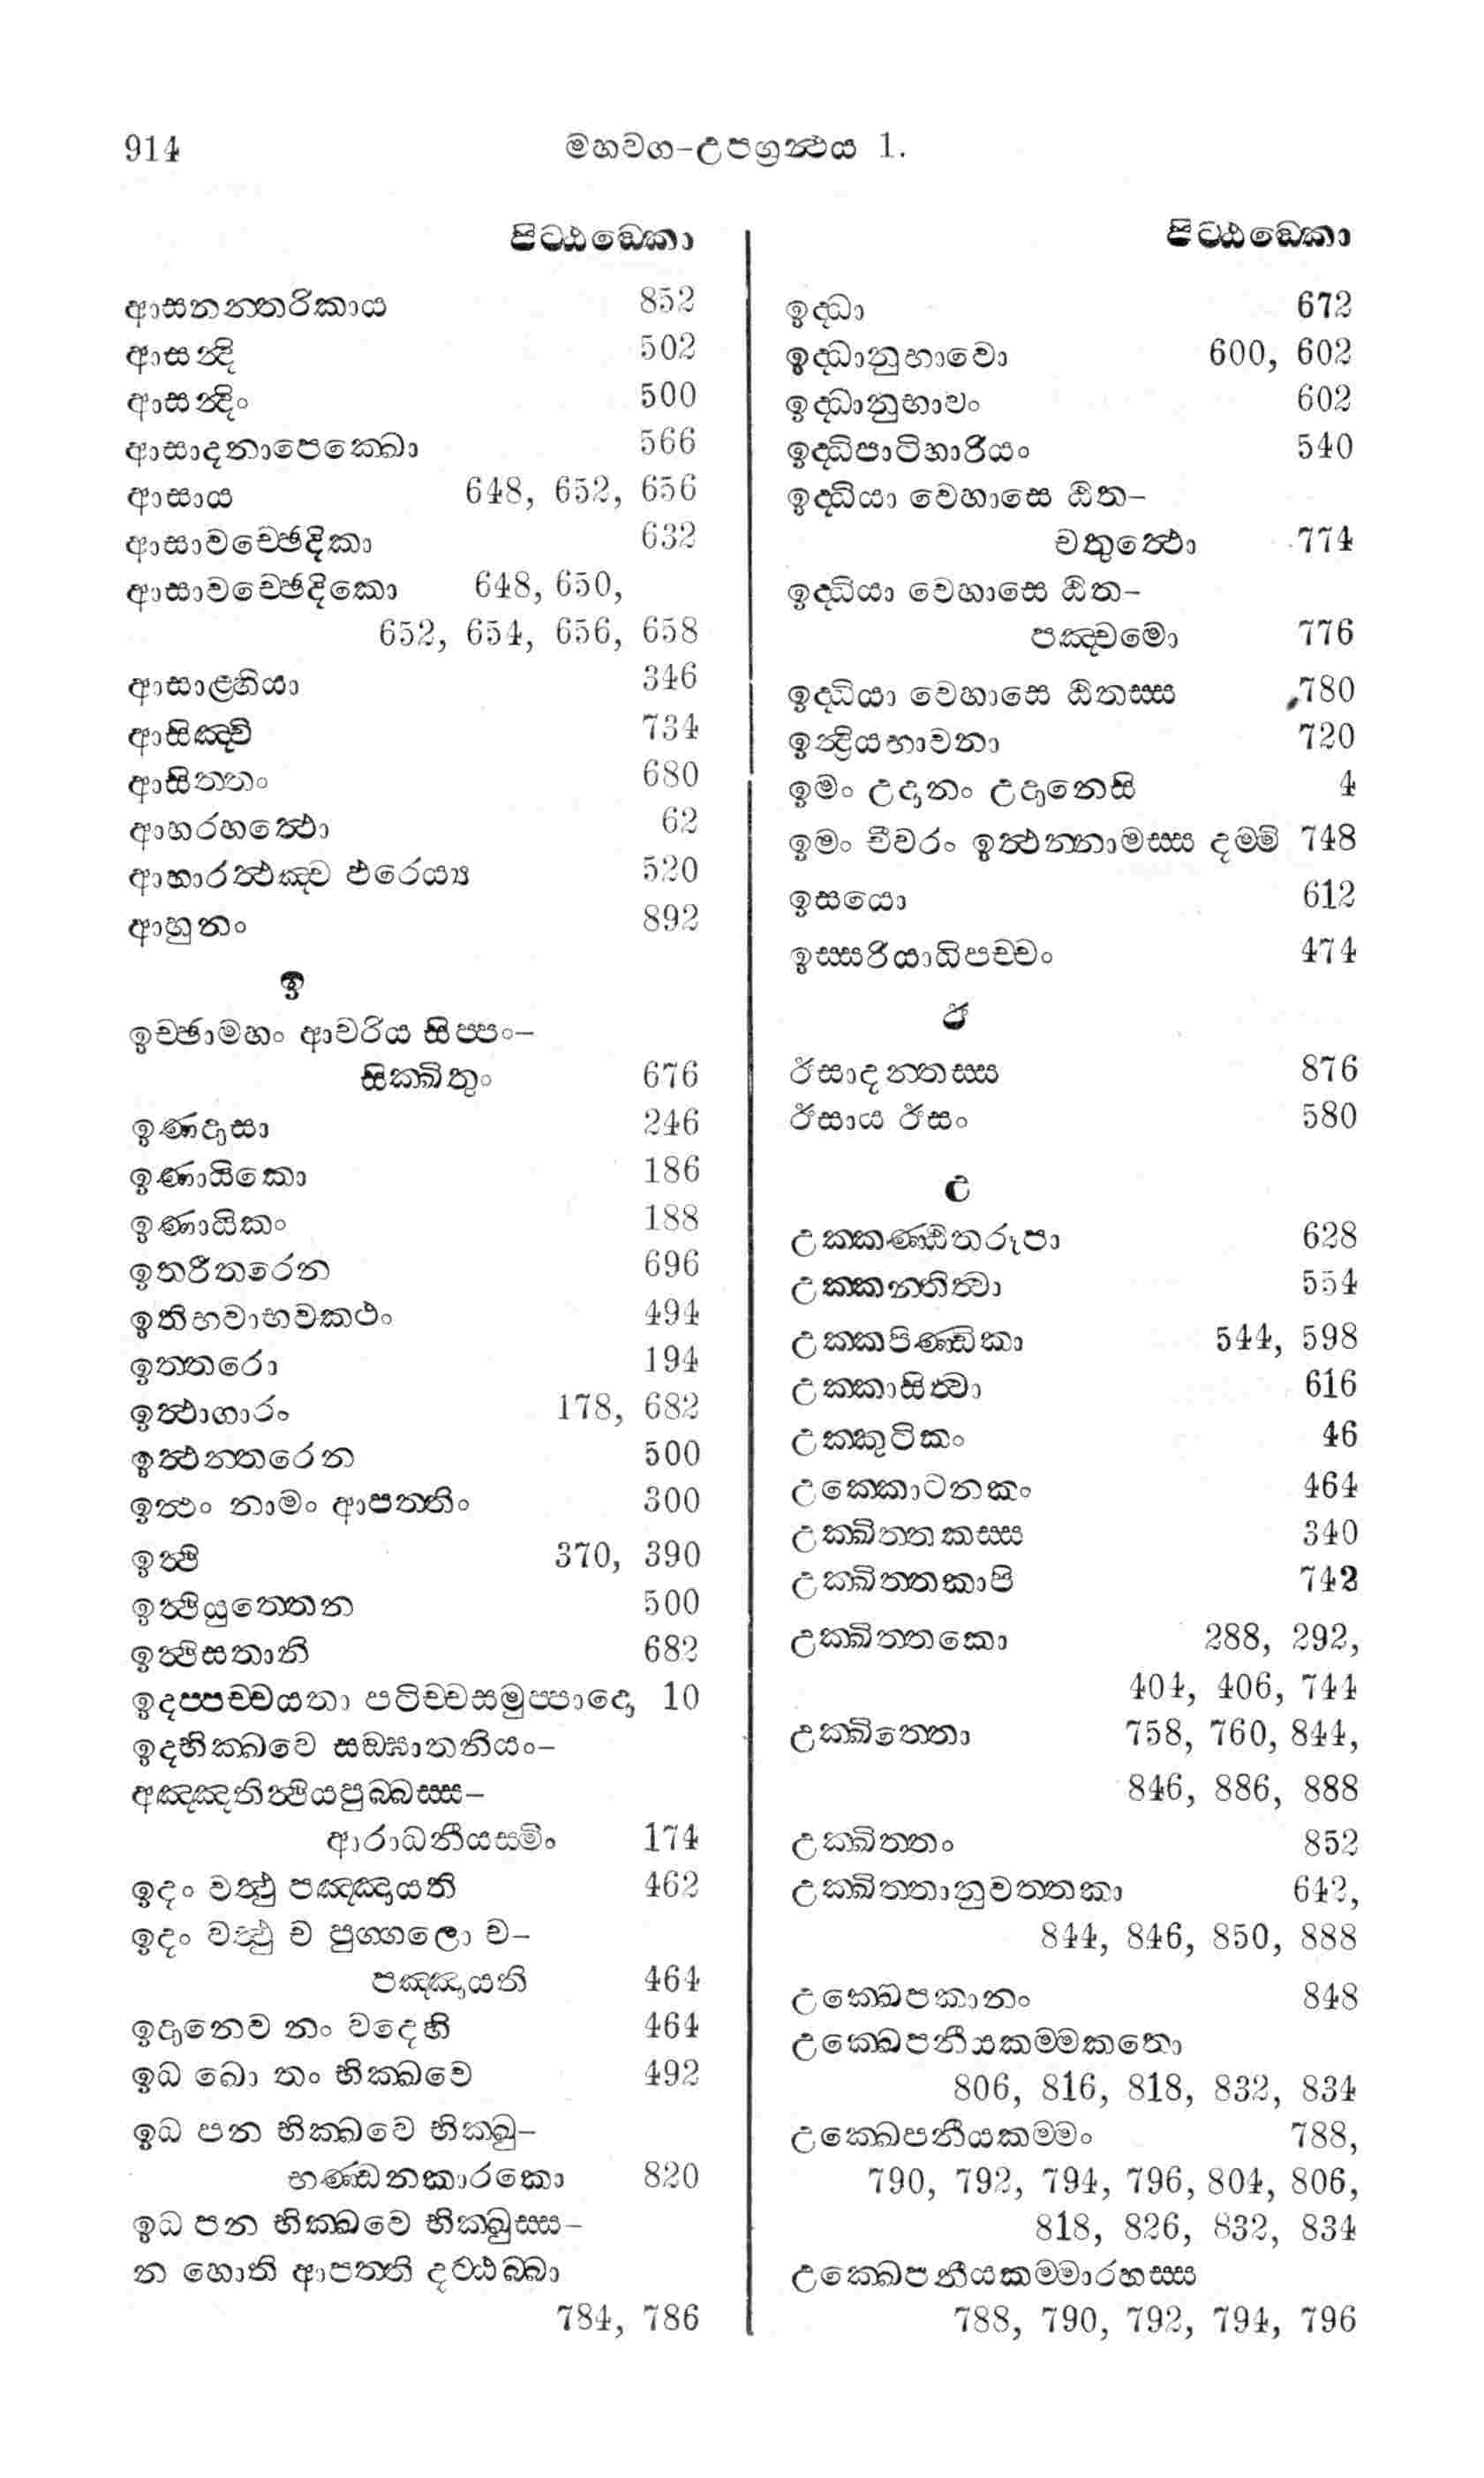 914 මහවග්ග-උපග්‍රන්‍ථය 1.
පිට්ඨඞ්කො
ආසනන්තරිකාය 852
ආසන්දි 502
ආසන්දිං 500
ආසාදනාපෙක්ඛො 566
ආසාය 648, 652, 656
ආසාවච්ඡෙදිකා 632
ආසාවච්ඡෙදිකො 648, 650,
652, 654, 656, 658
ආසාළ්හියා 346
ආසිඤ්චි 734
ආසිත්තං 680
ආහරහත්‍ථො 62
ආහාරත්‍ථඤ්ච ඵරෙය්‍ය 520
ආහුනං 892
ඉ
ඉච්ඡාමහං ආචරිය සිප්පං-
සික්ඛිතුං 676
ඉණදාසා 246
ඉණායිකො 186
ඉණායිකං 188
ඉතරීතරෙන 696
ඉතිභවාභවකථං 494
ඉත්තරො 194
ඉත්‍ථාගාරං 178, 682
ඉත්‍ථන්තරෙන 500
ඉත්‍ථං නාමං ආපත්තිං 300
ඉත්‍ථි 370, 390
ඉත්‍ථියුත්තෙන 500
ඉත්‍ථිසතානි 682
ඉදප්පච්චයතා පටිච්චසමුප්පාදො 10
ඉදභික්ඛවෙ සඞ්ඝාතනියං-
අඤ්ඤතිත්‍ථියපුබ්බස්ස-
ආරාධනීයස්මිං 174
ඉදං වත්‍ථු පඤ්ඤායති 462
ඉදං වත්‍ථු ච පුග්ගලො ච-
පඤ්ඤායති 464
ඉදානෙව නං වදෙහි 464
ඉධ ඛො තං භික්ඛවෙ 492
ඉධ පන භික්ඛවෙ භික්ඛු-
භණ්ඩනකාරකො 820
ඉධ පන භික්ඛවෙ භික්ඛුස්ස-
න හොති ආපත්ති දට්ඨබ්බා
784, 786
පිට්ඨඞ්කො
ඉද්ධා 672
ඉද්ධානුභාවො 600, 602
ඉද්ධානුභාවං 602
ඉද්ධිපාටිහාරියං 540
ඉද්ධියා වෙහාසෙ ඨිත-
චතුත්‍ථො 774
ඉද්ධියා වෙහාසෙ ඨිත-
පඤ්චමො 776
ඉද්ධියා වෙහාසෙ ඨිතස්ස 780
ඉන්ද්‍රියභාවනා 720
ඉමං උදානං උදානෙසි 4
ඉමං චීවරං ඉත්‍ථන්නාමස්ස දම්මි 748
ඉසයො 612
ඉස්සරියාධිපච්චං 474
ඊ
ඊසාදන්තස්ස 876
ඊසාය ඊසං 580
උ
උක්කණ්ඨිතරූපා 628
උක්කන්තිත්‍වා 554
උක්කපිණ්ඩිකා 544, 598
උක්කාසිත්‍වා 616
උක්කුටිකං 46
උක්කොටනකං 464
උක්ඛිත්තකස්ස 340
උක්ඛිත්තකාපි 742
උක්ඛිත්තකො 288, 292,
404, 406, 744
උක්ඛිත්තො 758, 760, 844,
846, 886, 888
උක්ඛිත්තං 852
උක්ඛිත්තානුවත්තකා 642,
844, 846, 850, 888
උක්ඛෙපකානං 848
උක්ඛෙපනීයකම්මකතො
806, 816, 818, 832, 834
උක්ඛෙපනීයකම්මං 788,
790, 792, 794, 796, 804, 806,
818, 826, 832, 834
උක්ඛෙපනීයකම්මාරහස්ස
788, 790, 792, 794, 796